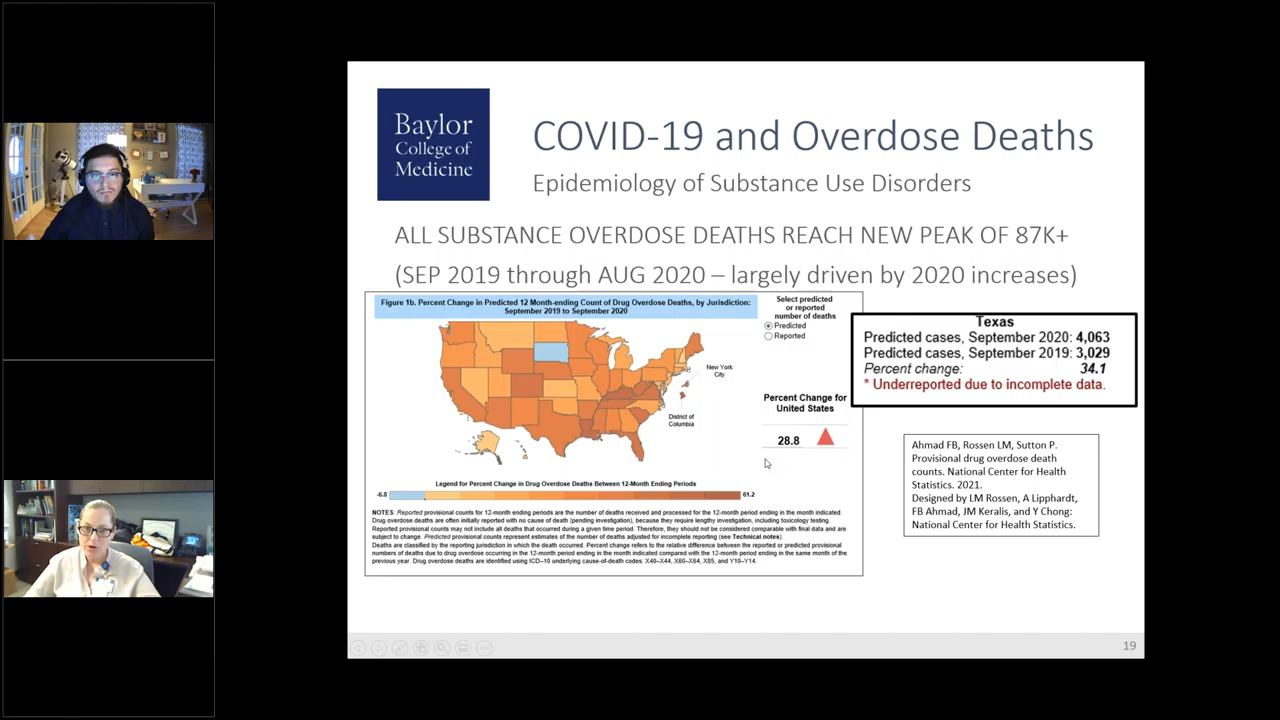 Baylor
College of
Medicine
COVID-19 and Overdose Deaths
Epidemiology of Substance Use Disorders
ALL SUBSTANCE OVERDOSE DEATHS REACH NEW PEAK OF 87K+
(SEP 2019 through AUG 2020 – largely driven by 2020 increases)
Figure 1b. Percent Change in Predicted 12 Month-ending Count of Drug Overdose Deaths, by Jurisdiction:
September 2019 to September 2020
Select predicted
or reported
number of deaths
Predicted
Reported
New York
City
District of
Columbia
Percent Change for
United States
28.8
Legend for Percent Change in Drug Overdose Deaths Between 12-Month Ending Periods
-6.8
61.2
NOTES: Reported provisional counts for 12-month ending periods are the number of deaths received and processed for the 12-month period ending in the month indicated.
Drug overdose deaths are often initially reported with no cause of death (pending investigation), because they require lengthy investigation, including toxicology testing.
Reported provisional counts may not include all deaths that occurred during a given time period. Therefore, they should not be considered comparable with final data and are
subject to change. Predicted provisional counts represent estimates of the number of deaths adjusted for incomplete reporting (see Technical notes).
Deaths are classified by the reporting jurisdiction in which the death occurred. Percent change refers to the relative difference between the reported or predicted provisional
numbers of deaths due to drug overdose occurring in the 12-month period ending in the month indicated compared with the 12-month period ending in the same month of the
previous year. Drug overdose deaths are identified using ICD–10 underlying cause-of-death codes: X40–X44, X60–X64, X85, and Y10–Y14.
Texas
Predicted cases, September 2020: 4,063
Predicted cases, September 2019: 3,029
Percent change: 34.1
* Underreported due to incomplete data.
Ahmad FB, Rossen LM, Sutton P.
Provisional drug overdose death
counts. National Center for Health
Statistics. 2021.
Designed by LM Rossen, A Lipphardt,
FB Ahmad, JM Keralis, and Y Chong:
National Center for Health Statistics.
19